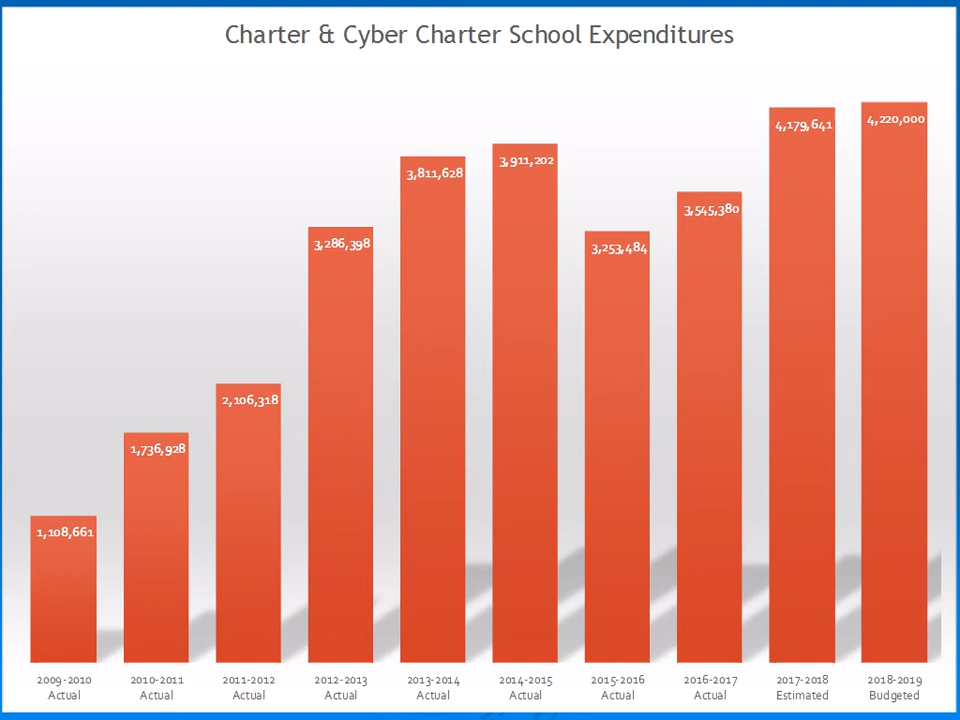 Charter & Cyber Charter School Expenditures
1,108,661
1,736,928
2,106,318
3,286,398
3,811,628
3,911,202
3,253,484
3,545,380
4,179,641
4,220,000
2009-2010
Actual
2010-2011
Actual
2011-2012
Actual
2012-2013
Actual
2013-2014
Actual
2014-2015
Actual
2015-2016
Actual
2016-2017
Actual
2017-2018
Estimated
2018-2019
Budgeted